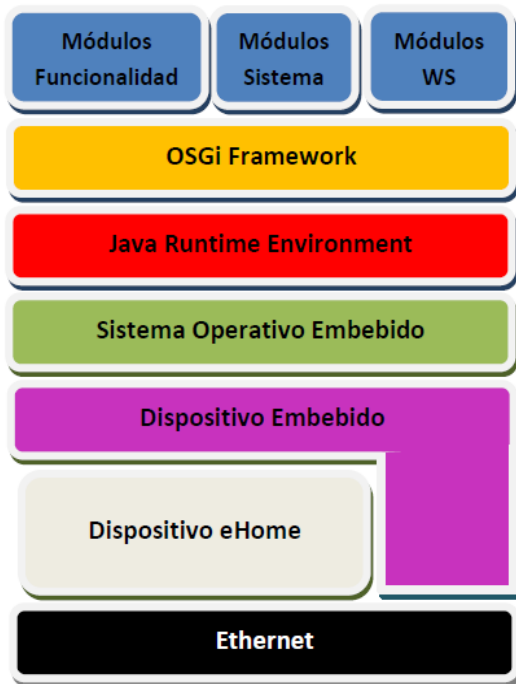 Módulos
Funcionalidad
Módulos
Sistema
Módulos
WS
OSGi Framework
Java Runtime Environment
Sistema Operativo Embebido
Dispositivo Embebido
Dispositivo eHome
Ethernet